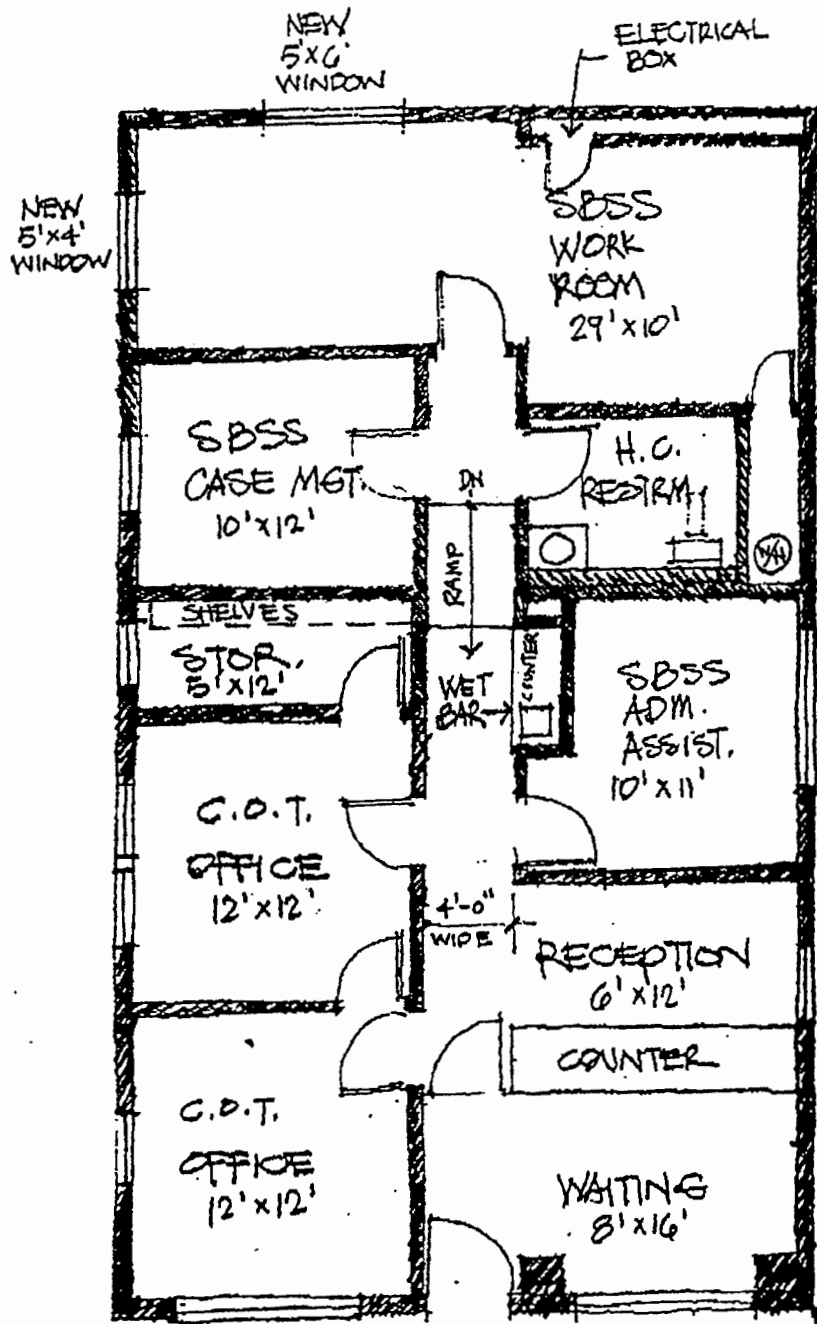 NEW
5'X6'
WINDOW
ELECTRICAL
BOX
NEW
5'x4'
WINDOW
SBSS
WORK
ROOM
29'x10'
SBSS
CASE MGT.
10'x12'
H.C.
RESTRM
DN
RAMP
W/H
SHELVES
STOR.
5'x12'
WET
BAR
COUNTER
SBSS
ADM.
ASSIST.
10'x11'
C.O.T.
OFFICE
12'x12'
4'-0"
WIDE
RECEPTION
6'x12'
COUNTER
C.O.T.
OFFICE
12'x12'
WAITING
8'x16'